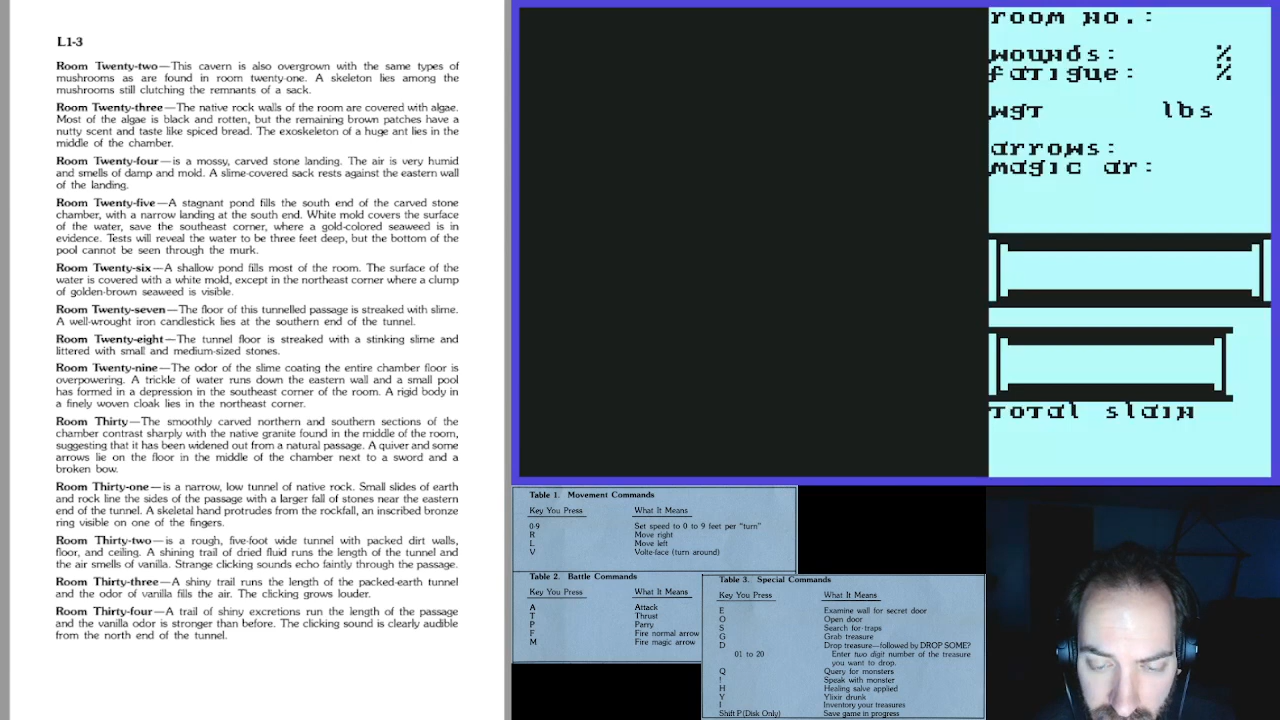 L1-3
Room Twenty-two—This cavern is also overgrown with the same types of
mushrooms as are found in room twenty-one. A skeleton lies among the
mushrooms still clutching the remnants of a sack.
Room Twenty-three—The native rock walls of the room are covered with algae.
Most of the algae is black and rotten, but the remaining brown patches have a
nutty scent and taste like spiced bread. The exoskeleton of a huge ant lies in the
middle of the chamber.
Room Twenty-four—is a mossy, carved stone landing. The air is very humid
and smells of damp and mold. A slime-covered sack rests against the eastern wall
of the landing.
Room Twenty-five—A stagnant pond fills the south end of the carved stone
chamber, with a narrow landing at the south end. White mold covers the surface
of the water, save the southeast corner, where a gold-colored seaweed is in
evidence. Tests will reveal the water to be three feet deep, but the bottom of the
pool cannot be seen through the murk.
Room Twenty-six—A shallow pond fills most of the room. The surface of the
water is covered with a white mold, except in the northeast corner where a clump
of golden-brown seaweed is visible.
Room Twenty-seven—The floor of this tunnelled passage is streaked with slime.
A well-wrought iron candlestick lies at the southern end of the tunnel.
Room Twenty-eight—The tunnel floor is streaked with a stinking slime and
littered with small and medium-sized stones.
Room Twenty-nine—The odor of the slime coating the entire chamber floor is
overpowering. A trickle of water runs down the eastern wall and a small pool
has formed in a depression in the southeast corner of the room. A rigid body in
a finely woven cloak lies in the northeast corner.
Room Thirty—The smoothly carved northern and southern sections of the
chamber contrast sharply with the native granite found in the middle of the room,
suggesting that it has been widened out from a natural passage. A quiver and some
arrows lie on the floor in the middle of the chamber next to a sword and a
broken bow.
Room Thirty-one—is a narrow, low tunnel of native rock. Small slides of earth
and rock line the sides of the passage with a larger fall of stones near the eastern
end of the tunnel. A skeletal hand protrudes from the rockfall, an inscribed bronze
ring visible on one of the fingers.
Room Thirty-two—is a rough, five-foot wide tunnel with packed dirt walls,
floor, and ceiling. A shining trail of dried fluid runs the length of the tunnel and
the air smells of vanilla. Strange clicking sounds echo faintly through the passage.
Room Thirty-three—A shiny trail runs the length of the packed-earth tunnel
and the odor of vanilla fills the air. The clicking grows louder.
Room Thirty-four—A trail of shiny excretions run the length of the passage
and the vanilla odor is stronger than before. The clicking sound is clearly audible
from the north end of the tunnel.
room no.:
wounds: %
fatigue: %
wgt lbs
arrows:
magic ar:
total slain
Table 1. Movement Commands
Key You Press What It Means
0-9 Set speed to 0 to 9 feet per "turn"
R Move right
L Move left
V Volte-face (turn around)
Table 2. Battle Commands
Key You Press What It Means
A Attack
T Thrust
P Parry
F Fire normal arrow
M Fire magic arrow
Table 3. Special Commands
Key You Press What It Means
E Examine wall for secret door
O Open door
S Search for-traps
G Grab treasure
D Drop treasure—followed by DROP SOME?
01 to 20 Enter two digit number of the treasure
you want to drop.
Q Query for monsters
! Speak with monster
H Healing salve applied
Y Ylixir drunk
I Inventory your treasures
Shift P(Disk Only) Save game in progress